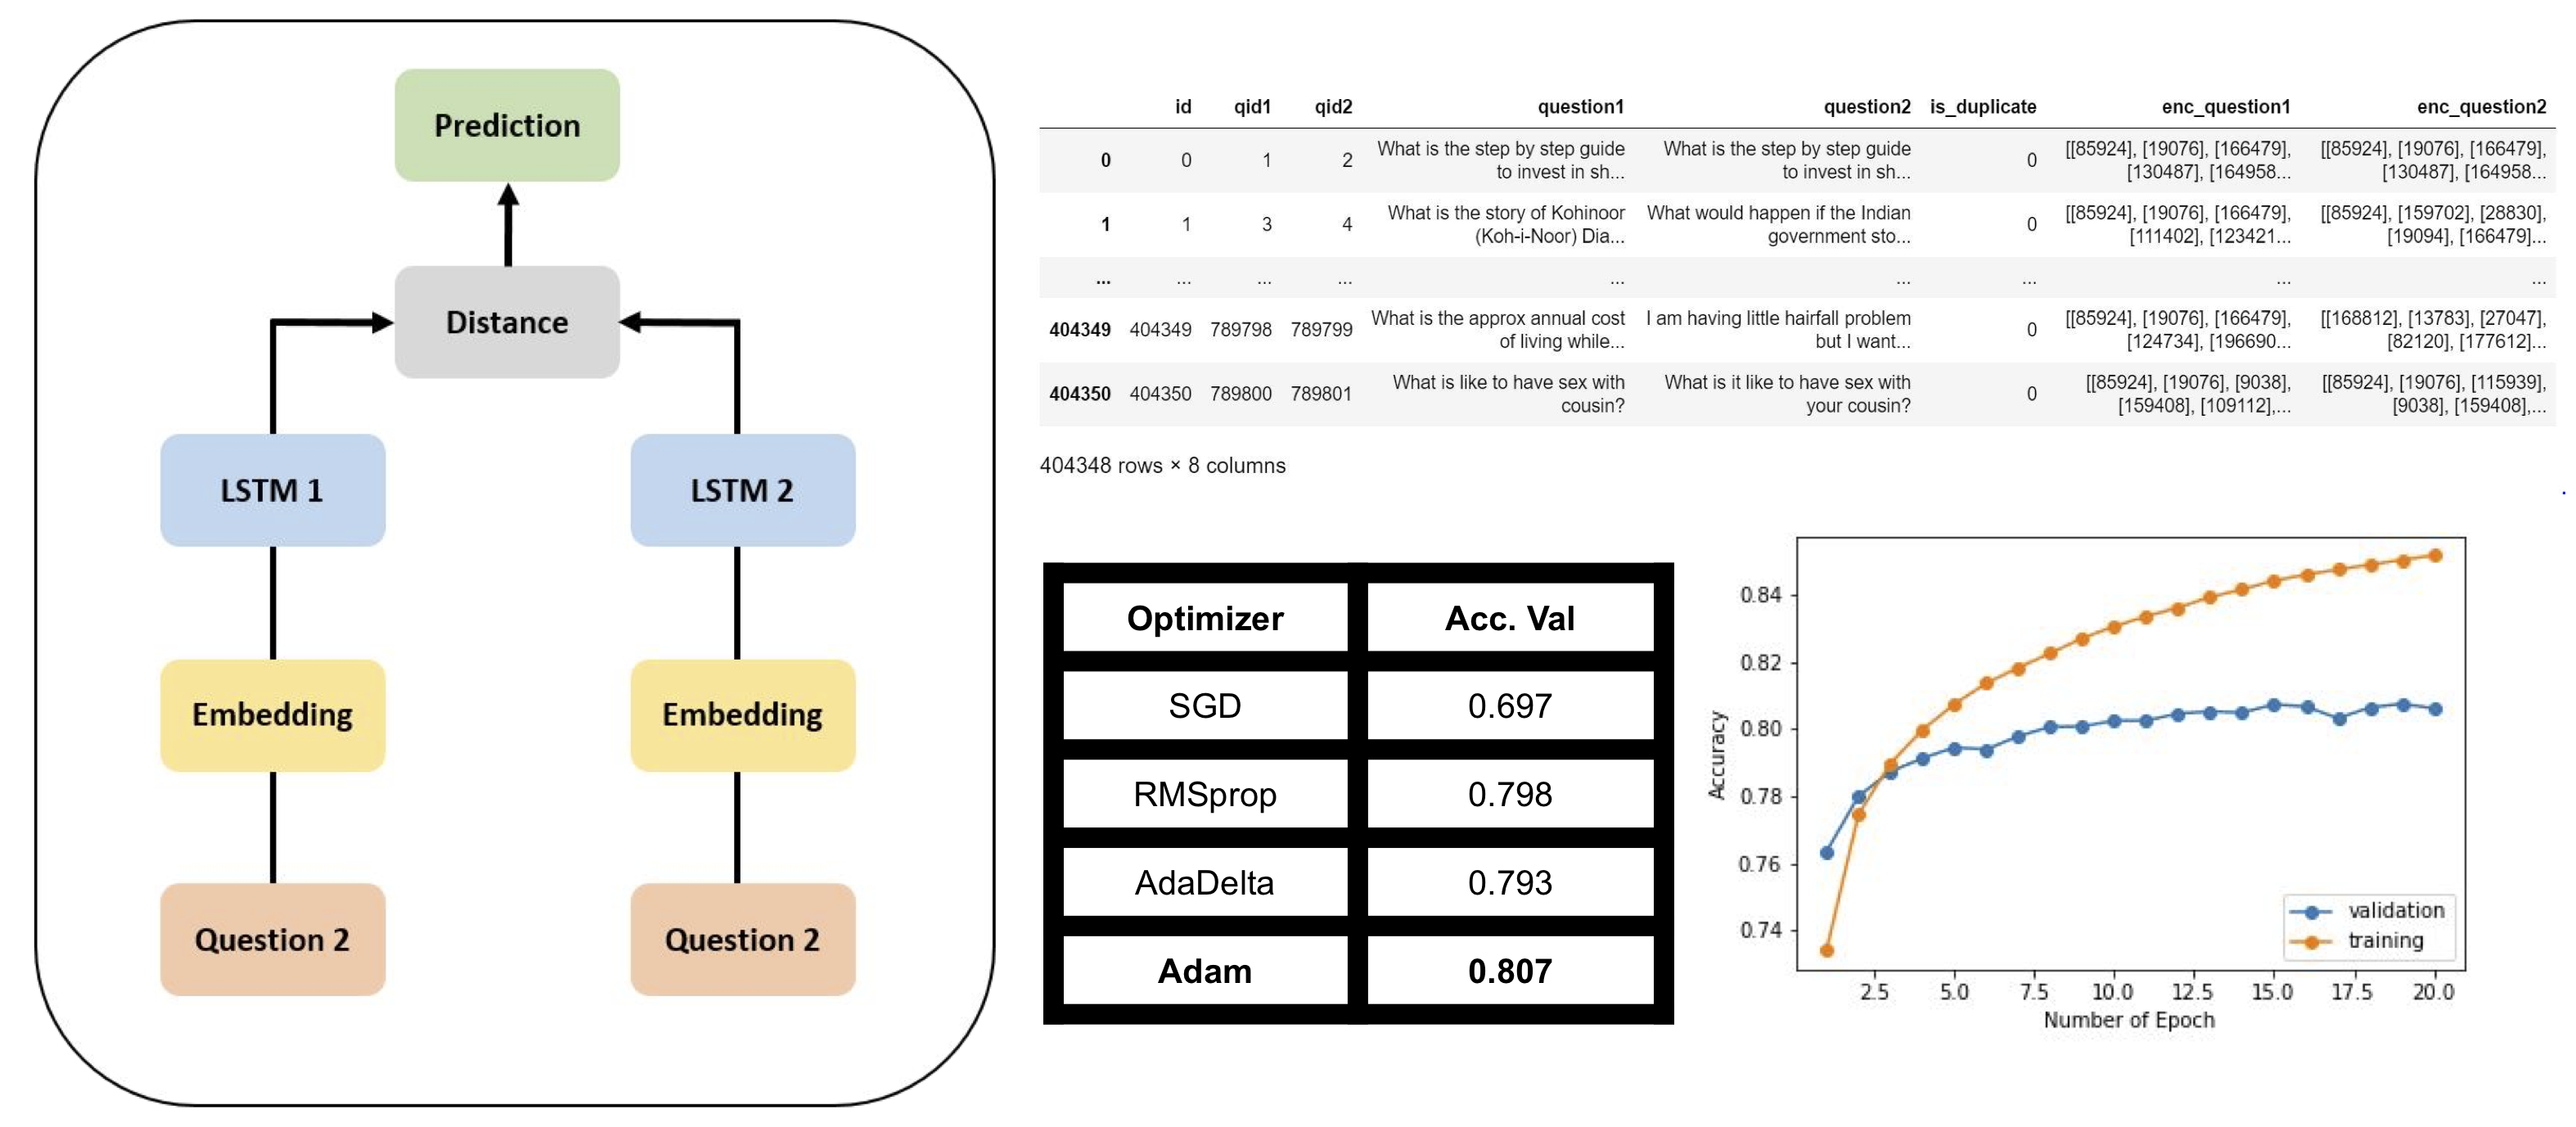 Prediction
Distance
LSTM 1
LSTM 2
Embedding
Embedding
Question 2
Question 2
id qid1 qid2 question1 question2 is_duplicate enc_question1 enc_question2
0 0 1 2 What is the step by step guide to invest in sh... What is the step by step guide to invest in sh... 0 [[85924], [19076], [166479], [130487], [164958... [[85924], [19076], [166479], [130487], [164958...
1 1 3 4 What is the story of Kohinoor (Koh-i-Noor) Dia... What would happen if the Indian government sto... 0 [[85924], [19076], [166479], [111402], [123421... [[85924], [159702], [28830], [19094], [166479]...
... ... ... ... ... ... ... ... ...
404349 404349 789798 789799 What is the approx annual cost of living while... I am having little hairfall problem but I want... 0 [[85924], [19076], [166479], [124734], [196690... [[168812], [13783], [27047], [82120], [177612]...
404350 404350 789800 789801 What is like to have sex with cousin? What is it like to have sex with your cousin? 0 [[85924], [19076], [9038], [159408], [109112],... [[85924], [19076], [115939], [9038], [159408],...
404348 rows × 8 columns
Optimizer Acc. Val
SGD 0.697
RMSprop 0.798
AdaDelta 0.793
Adam 0.807
Accuracy
0.84
0.82
0.80
0.78
0.76
0.74
validation
training
2.5 5.0 7.5 10.0 12.5 15.0 17.5 20.0
Number of Epoch